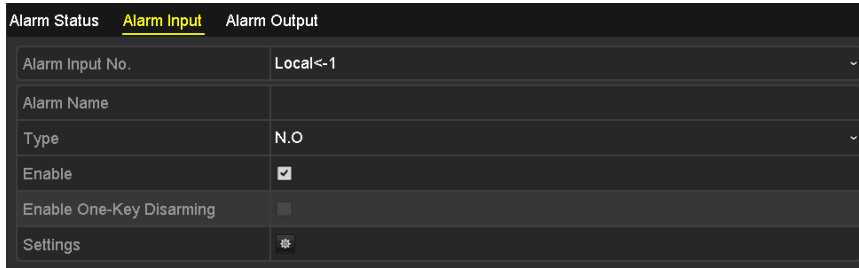 Alarm Status Alarm Input Alarm Output
Alarm Input No. Local<-1
Alarm Name
Type N.O
Enable
Enable One-Key Disarming
Settings